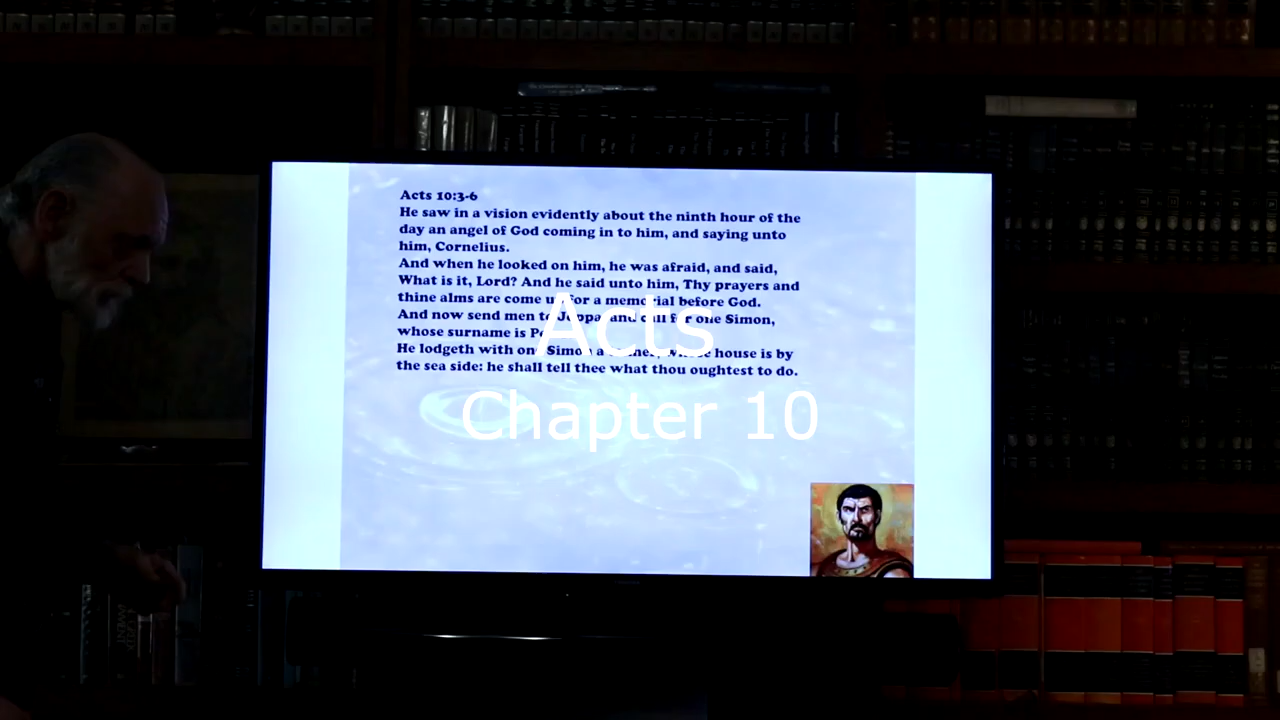 Acts 10:3-6
He saw in a vision evidently about the ninth hour of the
day an angel of God coming in to him, and saying unto
him, Cornelius.
And when he looked on him, he was afraid, and said,
What is it, Lord? And he said unto him, Thy prayers and
thine alms are come up for a memorial before God.
And now send men to Joppa, and call for one Simon,
whose surname is
He lodgeth with one Simon a tanner, whose house is by
the sea side: he shall tell thee what thou oughtest to do.
Acts
Chapter 10